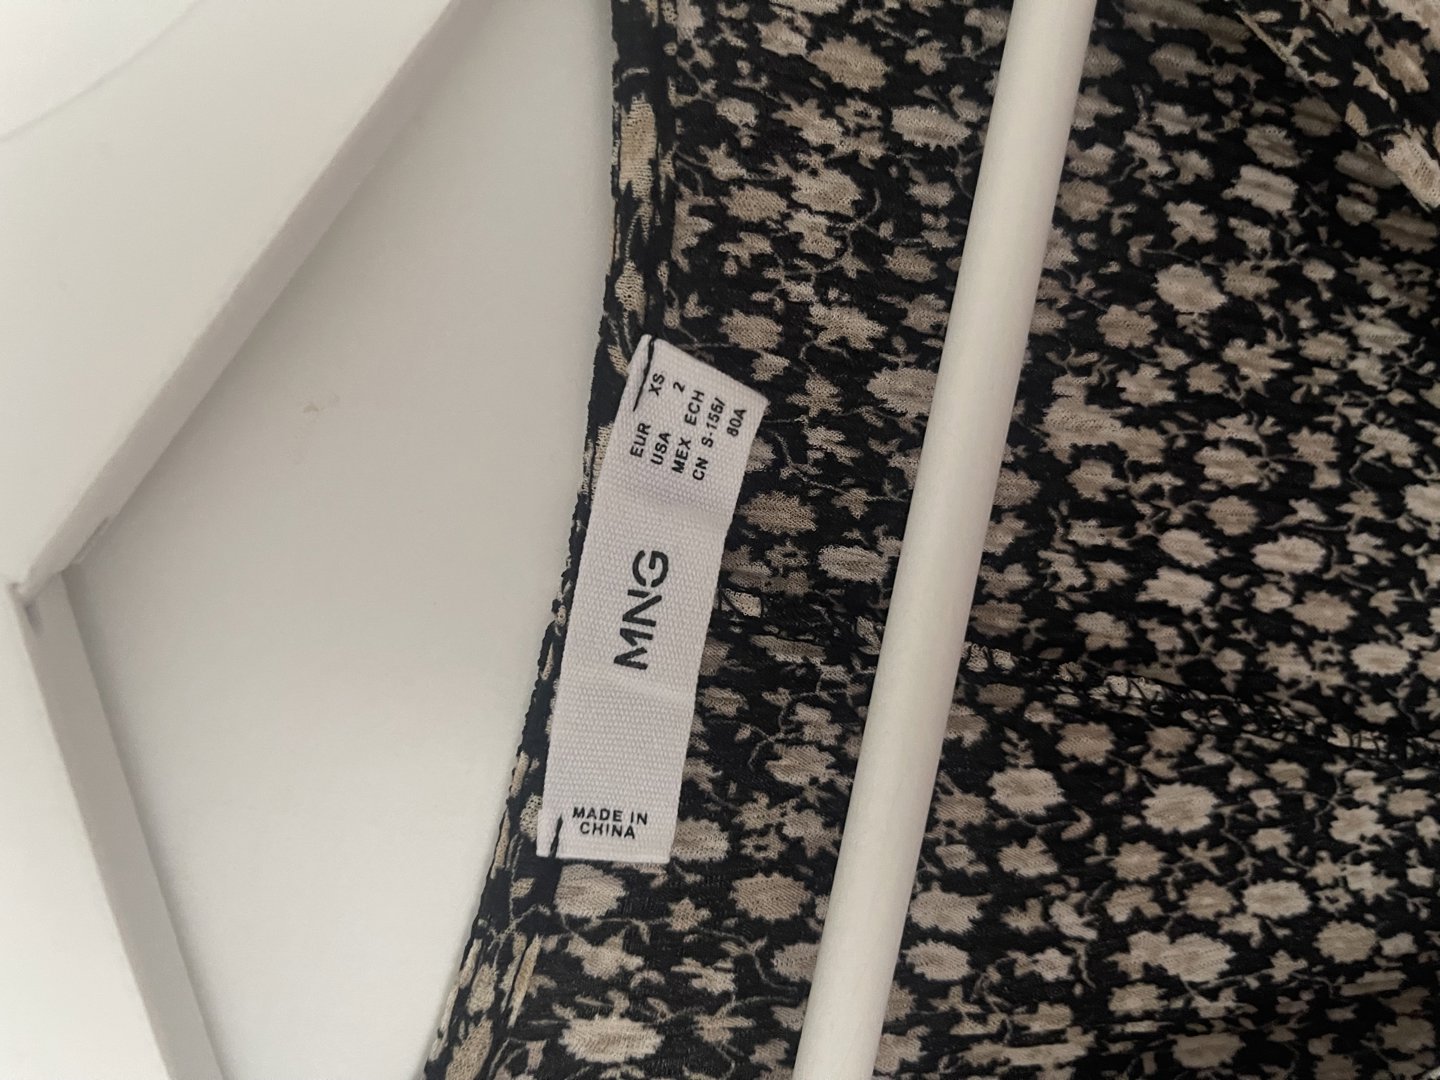 EUR XS
USA 2
MEX ECH
CN S-155/
80A
MNG
MADE IN
CHINA